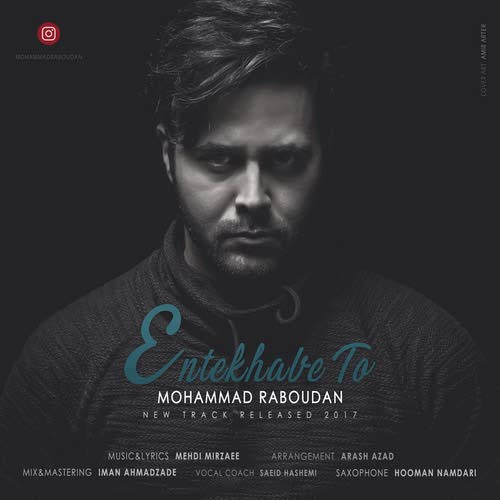 MOHAMMADRABOUDAN
COVER ART AMIR ARTER
Entekhabe To
MOHAMMAD RABOUDAN
NEW TRACK RELEASED 2017
MUSIC&LYRICS MEHDI MIRZAEE ARRANGEMENT ARASH AZAD
MIX&MASTERING IMAN AHMADZADE VOCAL COACH SAEID HASHEMI SAXOPHONE HOOMAN NAMDARI